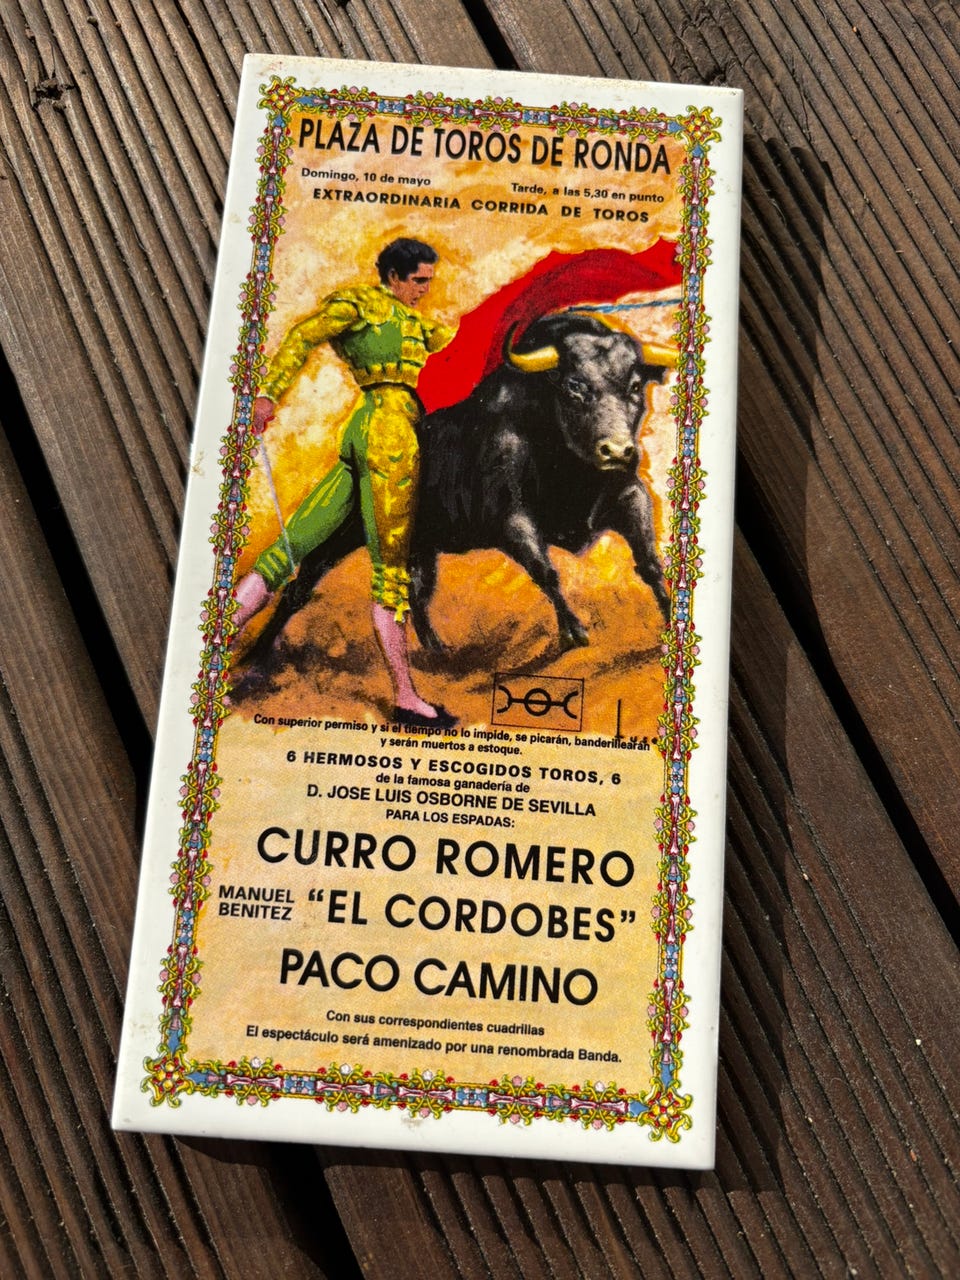 PLAZA DE TOROS DE RONDA
Domingo, 10 de mayo
Tarde, a las 5,30 en punto
EXTRAORDINARIA CORRIDA DE TOROS
Con superior permiso y si el tiempo no lo impide, se picarán, banderillearán
y serán muertos a estoque.
6 HERMOSOS Y ESCOGIDOS TOROS, 6
de la famosa ganadería de
D. JOSE LUIS OSBORNE DE SEVILLA
PARA LOS ESPADAS:
CURRO ROMERO
MANUEL
BENITEZ
“EL CORDOBES”
PACO CAMINO
Con sus correspondientes cuadrillas
El espectáculo será amenizado por una renombrada Banda.